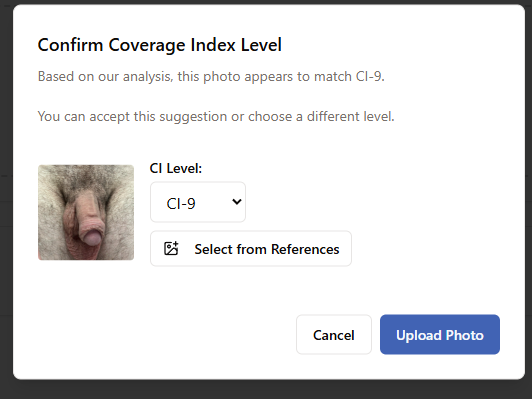 Confirm Coverage Index Level
Based on our analysis, this photo appears to match CI-9.
You can accept this suggestion or choose a different level.
CI Level:
CI-9
Select from References
Cancel
Upload Photo